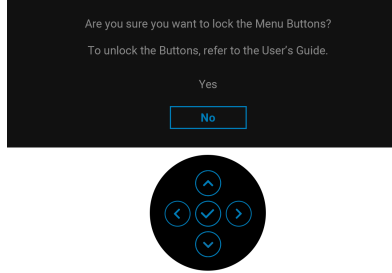 Are you sure you want to lock the Menu Buttons?
To unlock the Buttons, refer to the User's Guide.
Yes
No